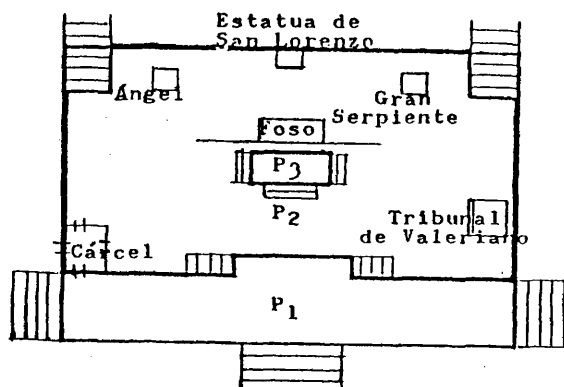 Estatua de
San Lorenzo
Ángel
Gran
Serpiente
Foso
P3
P2
Tribunal
de Valeriano
Cárcel
P1